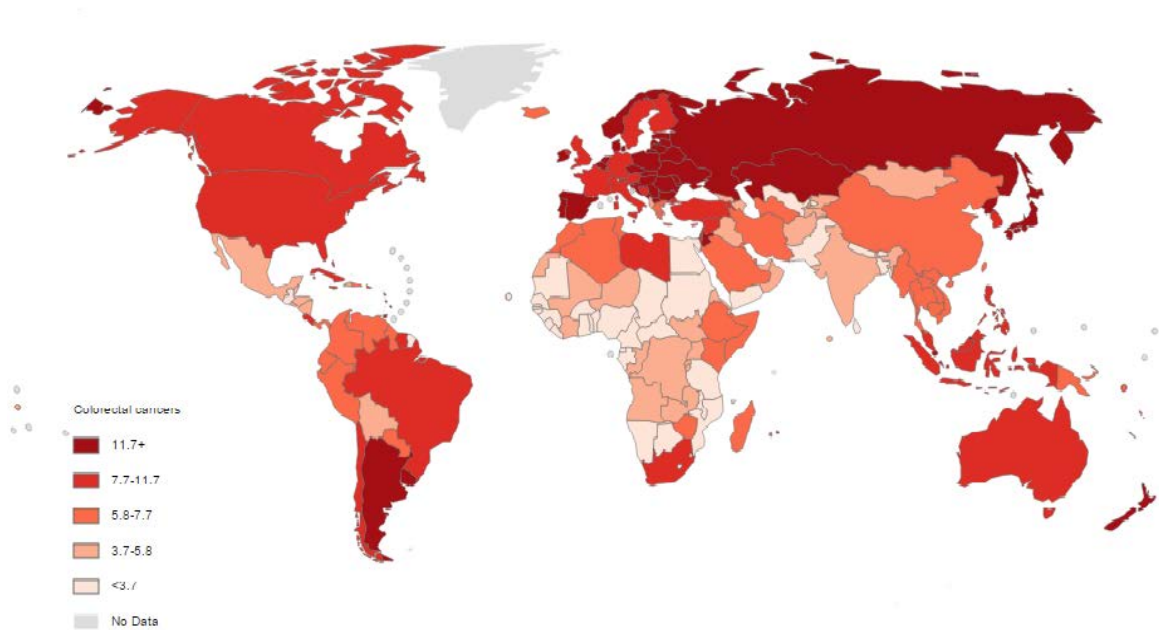 Colorectal cancers
11.7+
7.7-11.7
5.8-7.7
3.7-5.8
<3.7
No Data